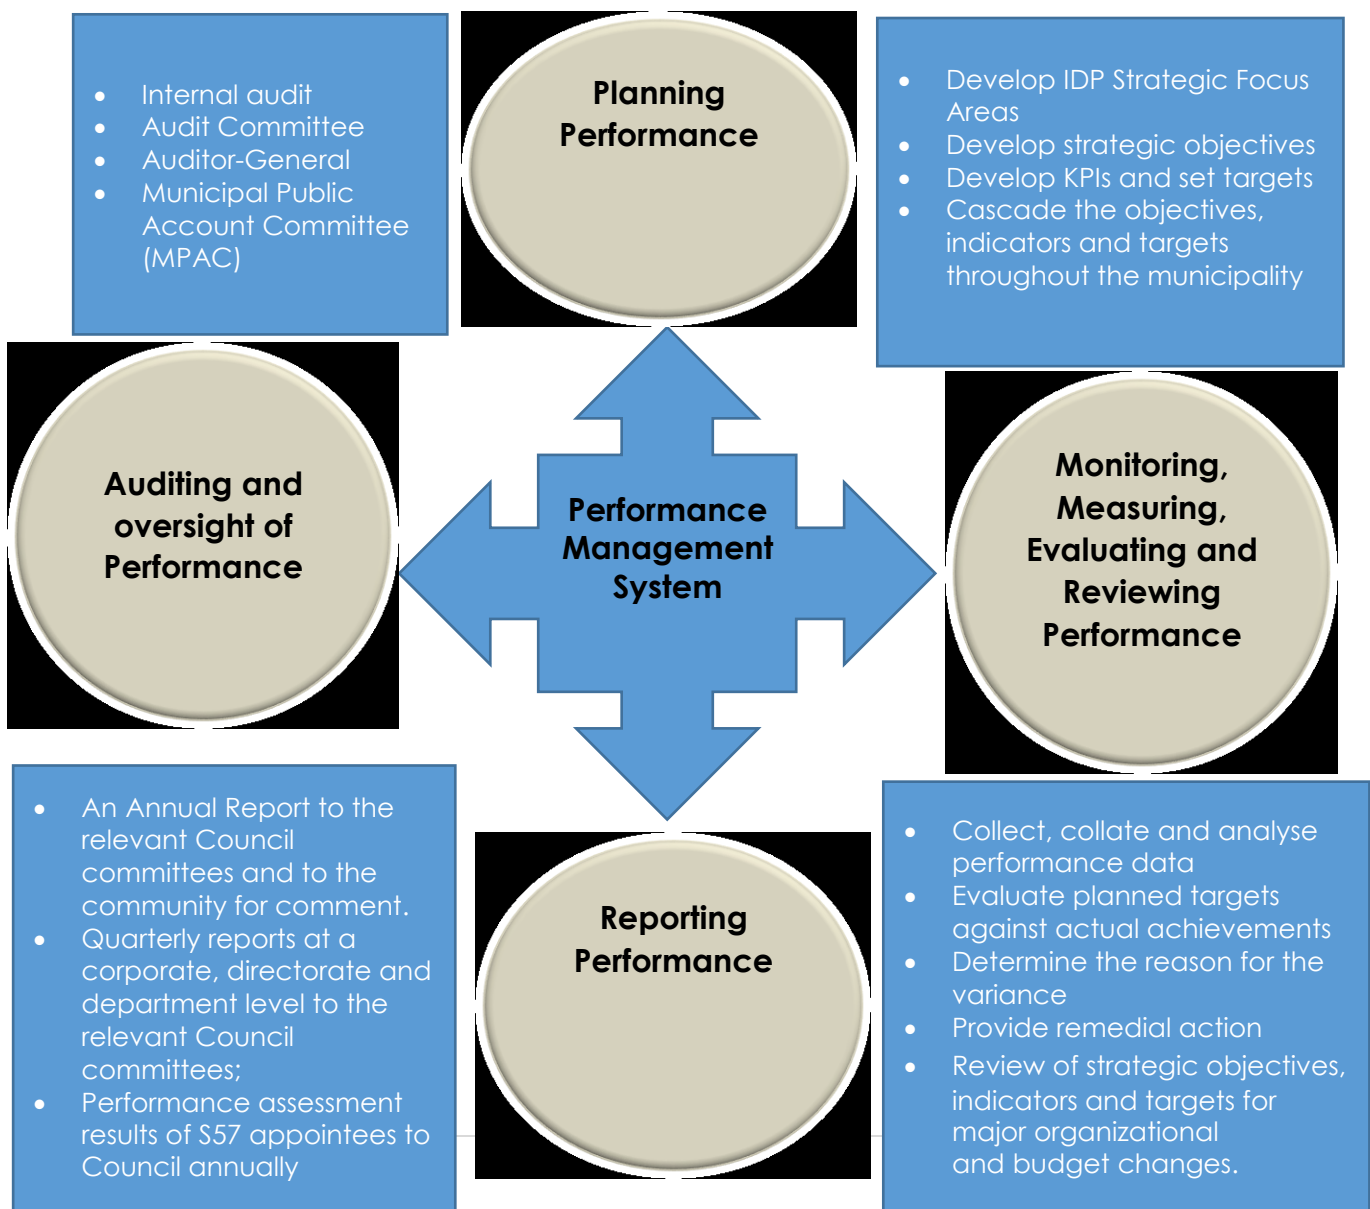 • Internal audit
• Audit Committee
• Auditor-General
• Municipal Public
Account Committee
(MPAC)
Planning
Performance
• Develop IDP Strategic Focus
Areas
• Develop strategic objectives
• Develop KPIs and set targets
• Cascade the objectives,
indicators and targets
throughout the municipality
Auditing and
oversight of
Performance
Performance
Management
System
Monitoring,
Measuring,
Evaluating and
Reviewing
Performance
• An Annual Report to the
relevant Council
committees and to the
community for comment.
• Quarterly reports at a
corporate, directorate and
department level to the
relevant Council
committees;
• Performance assessment
results of S57 appointees to
Council annually
Reporting
Performance
• Collect, collate and analyse
performance data
• Evaluate planned targets
against actual achievements
• Determine the reason for the
variance
• Provide remedial action
• Review of strategic objectives,
indicators and targets for
major organizational
and budget changes.